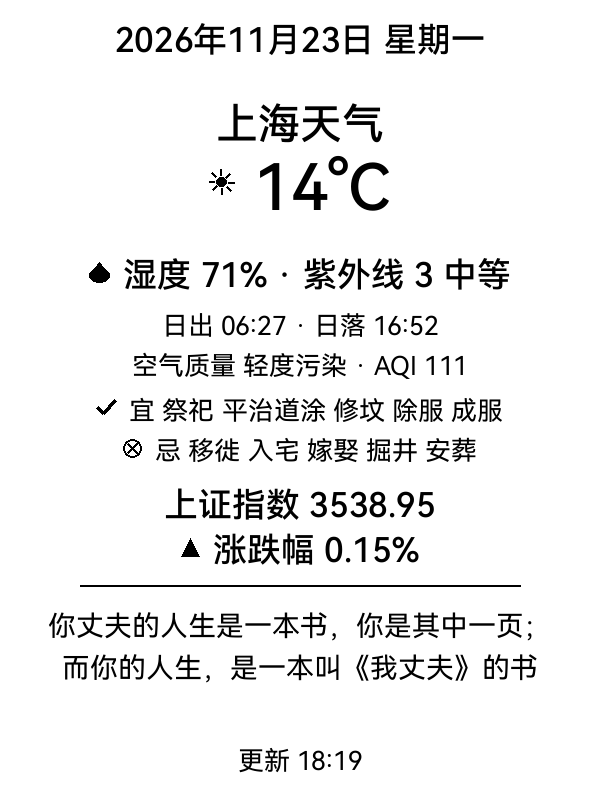 2026年11月23日 星期一
上海天气
14°C
湿度 71% · 紫外线 3 中等
日出 06:27 · 日落 16:52
空气质量 轻度污染 · AQI 111
宜 祭祀 平治道涂 修坟 除服 成服
忌 移徙 入宅 嫁娶 掘井 安葬
上证指数 3538.95
▲ 涨跌幅 0.15%
你丈夫的人生是一本书，你是其中一页；
而你的人生，是一本叫《我丈夫》的书
更新 18:19